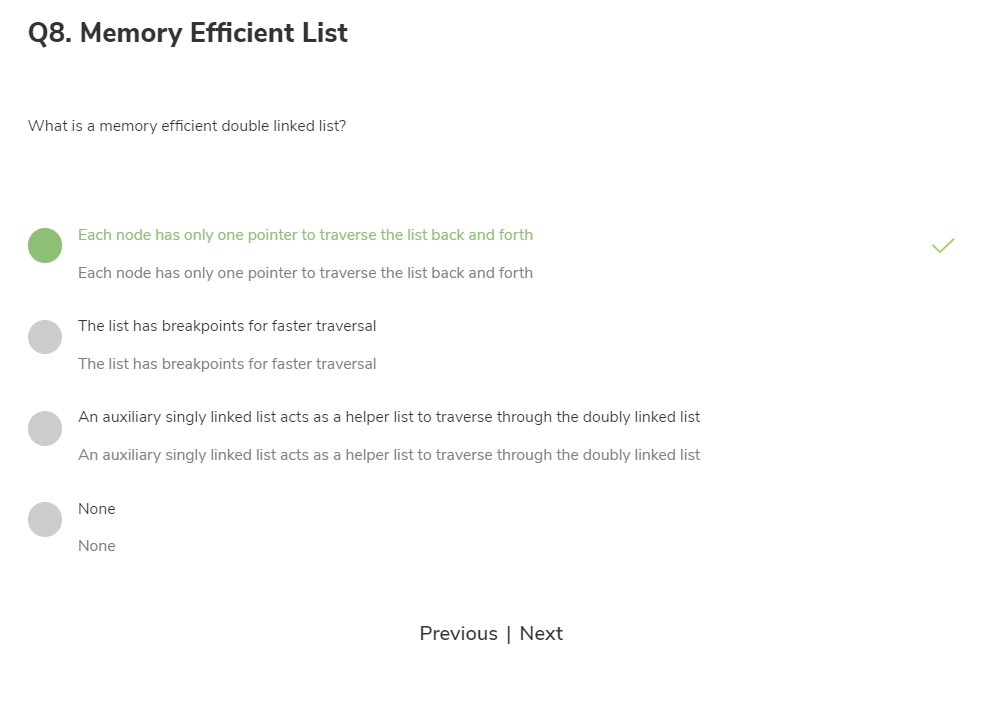 Q8. Memory Efficient List
What is a memory efficient double linked list?
Each node has only one pointer to traverse the list back and forth
Each node has only one pointer to traverse the list back and forth
The list has breakpoints for faster traversal
The list has breakpoints for faster traversal
An auxiliary singly linked list acts as a helper list to traverse through the doubly linked list
An auxiliary singly linked list acts as a helper list to traverse through the doubly linked list
None
None
Previous | Next